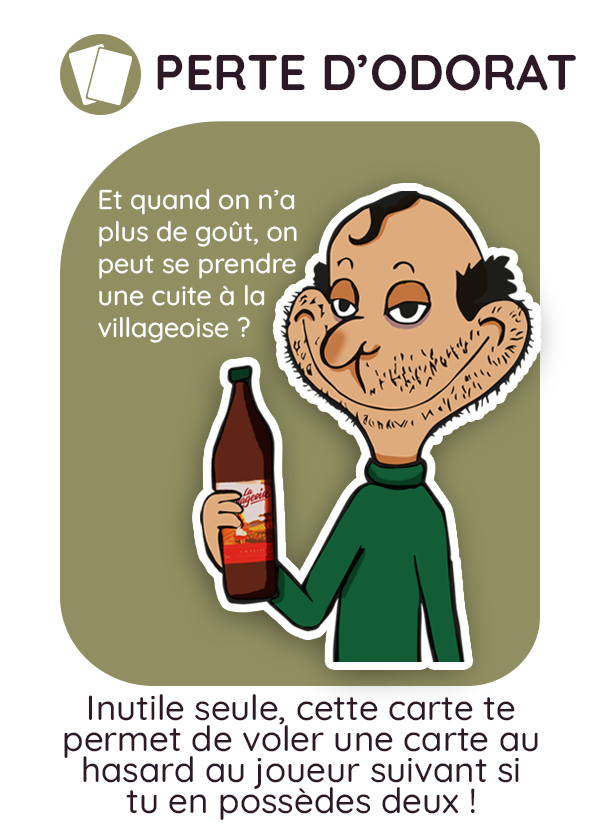 PERTE D’ODORAT
Et quand on n’a
plus de goût, on
peut se prendre
une cuite à la
villageoise ?
La
Inutile seule, cette carte te
permet de voler une carte au
hasard au joueur suivant si
tu en possèdes deux !